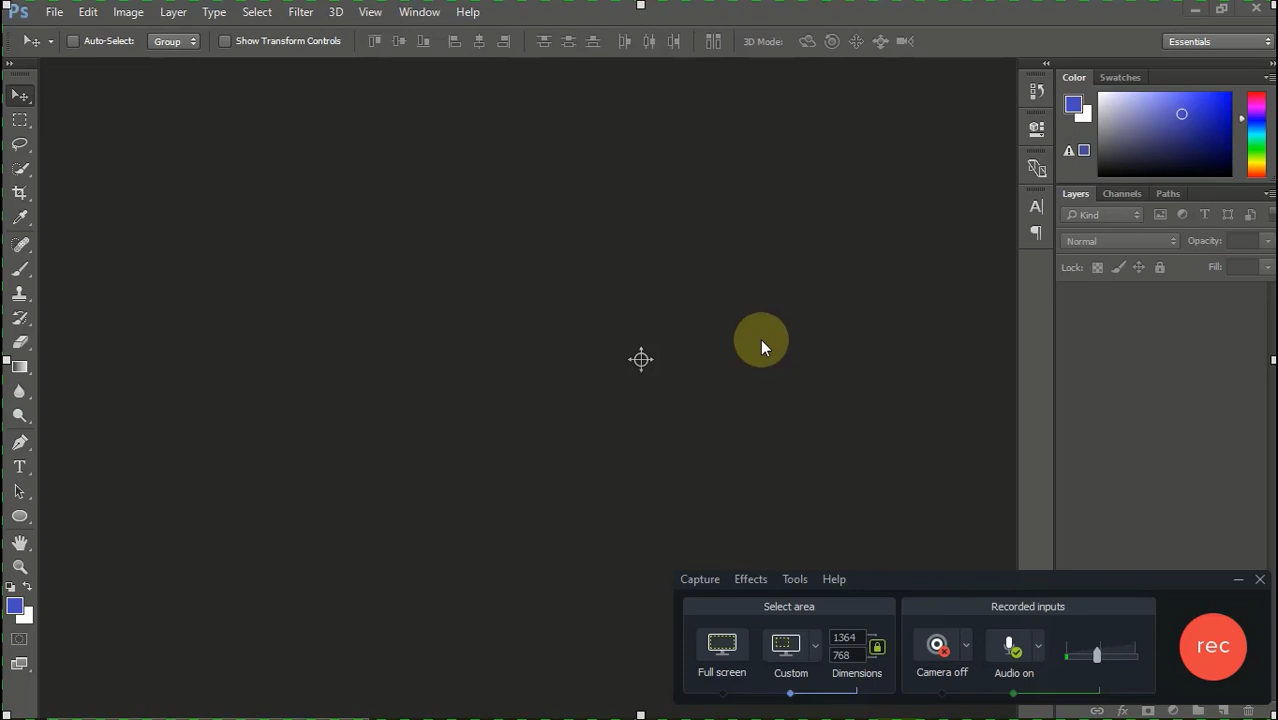 Ps File Edit Image Layer Type Select Filter 3D View Window Help
Auto-Select: Group Show Transform Controls 3D Mode: Essentials
Color Swatches
Layers Channels Paths
Kind T
Normal Opacity:
Lock: Fill:
A
T
Capture Effects Tools Help
Select area Recorded inputs
1364
768
rec
Full screen Custom Dimensions Camera off Audio on
fx